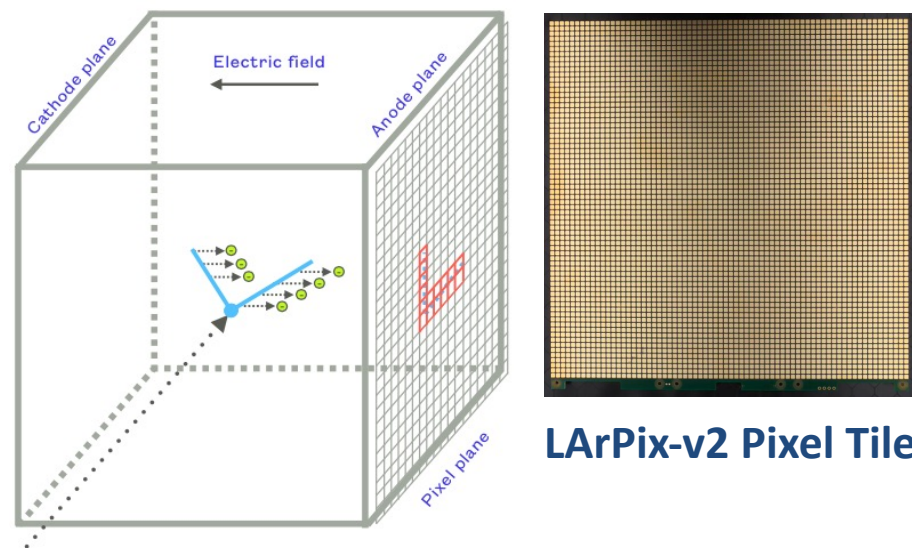 Cathode plane
Electric field
Anode plane
Pixel plane
LArPix-v2 Pixel Tile